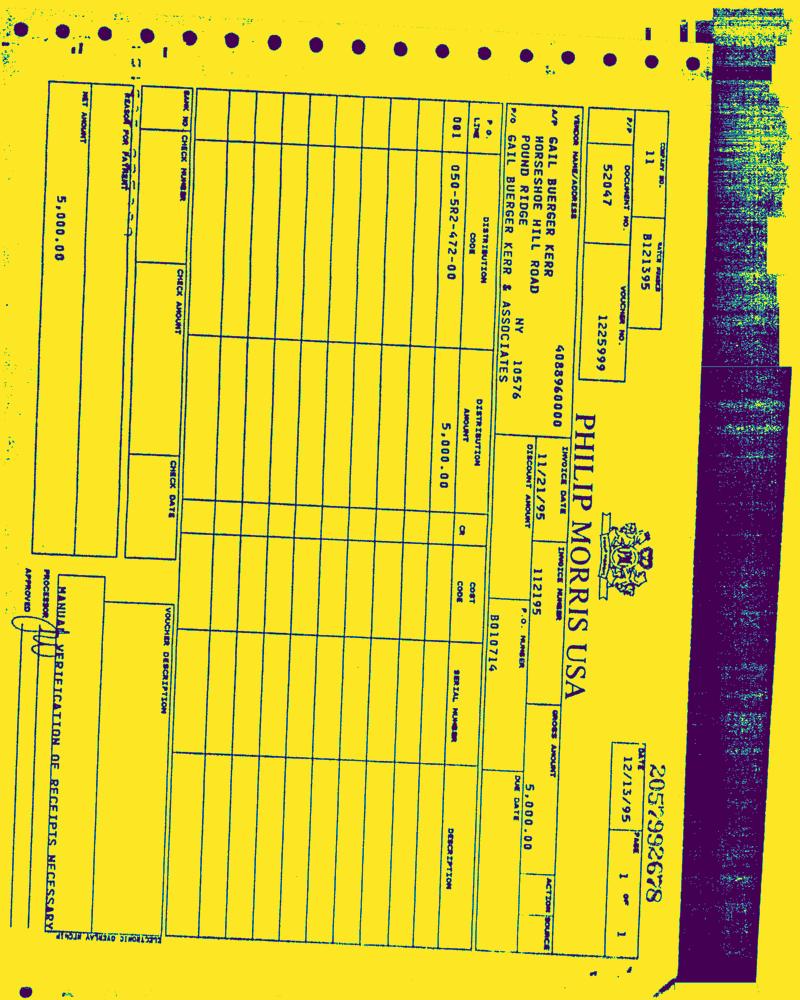 2057992678
PHILIP MORRIS USA
COMPANY NO.
11
BATCH NUMBER
B121395
DATE
12/13/95
PAGE
1 OF 1
P/P
DOCUMENT NO.
52047
VOUCHER NO.
1225999
VENDOR NAME/ADDRESS
4088960000
A/P GAIL BUERGER KERR
HORSESHOE HILL ROAD
POUND RIDGE NY 10576
P/O GAIL BUERGER KERR & ASSOCIATES
INVOICE DATE
11/21/95
INVOICE NUMBER
112195
GROSS AMOUNT
5,000.00
ACTION
SOURCE
DISCOUNT AMOUNT
P.O. NUMBER
B010714
DUE DATE
P.O. LINE
DISTRIBUTION CODE
DISTRIBUTION AMOUNT
CR
COST CODE
SERIAL NUMBER
DESCRIPTION
001 050-5R2-472-00 5,000.00
BANK NO
CHECK NUMBER
CHECK AMOUNT
CHECK DATE
VOUCHER DESCRIPTION
REASON FOR PAYMENT
NET AMOUNT
5,000.00
MANUAL VERIFICATION OF RECEIPTS NECESSARY
PROCESSOR
APPROVED